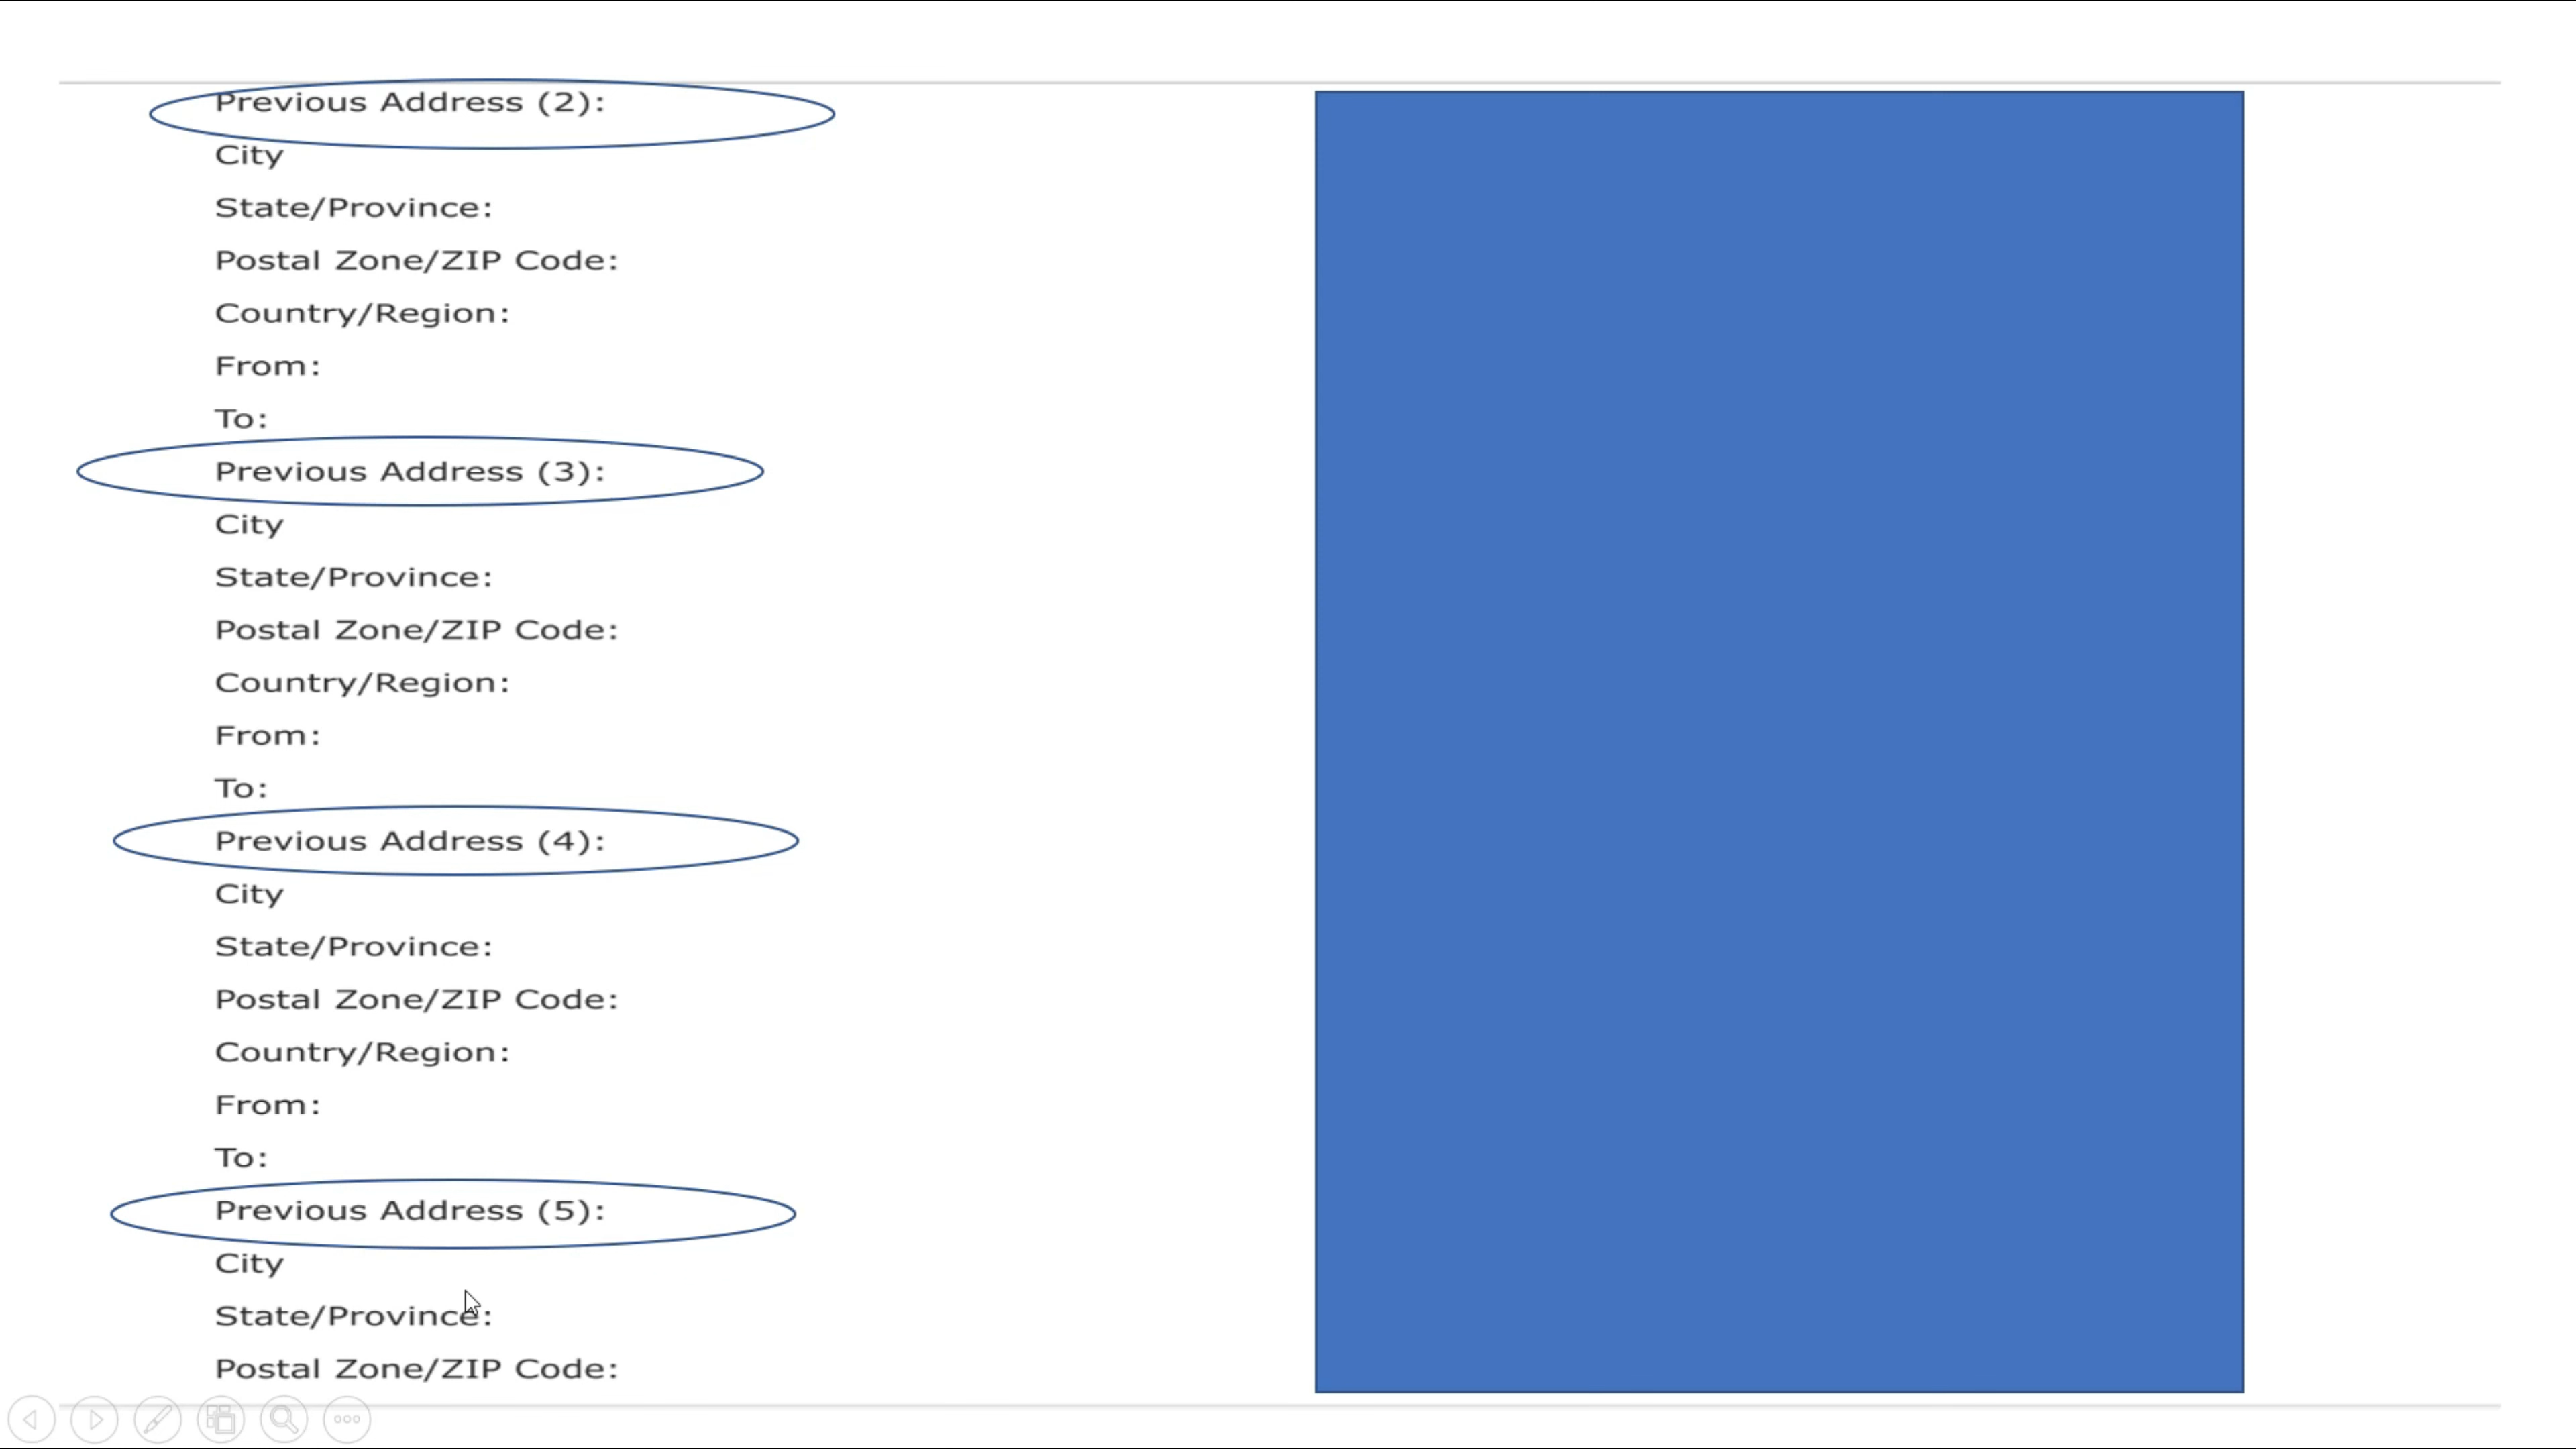 Previous Address (2):
City
State/Province:
Postal Zone/ZIP Code:
Country/Region:
From:
To:
Previous Address (3):
City
State/Province:
Postal Zone/ZIP Code:
Country/Region:
From:
To:
Previous Address (4):
City
State/Province:
Postal Zone/ZIP Code:
Country/Region:
From:
To:
Previous Address (5):
City
State/Province:
Postal Zone/ZIP Code: